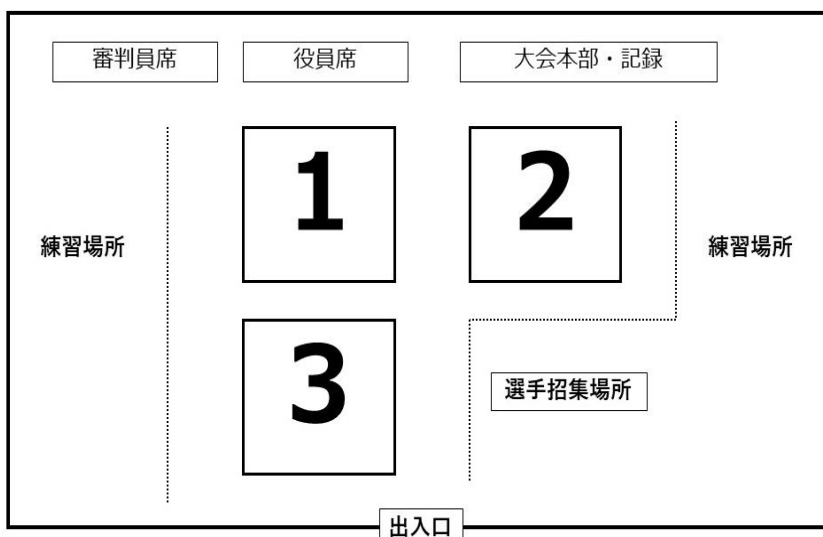 審判員席
役員席
大会本部・記録
1
2
練習場所
練習場所
3
選手招集場所
出入口